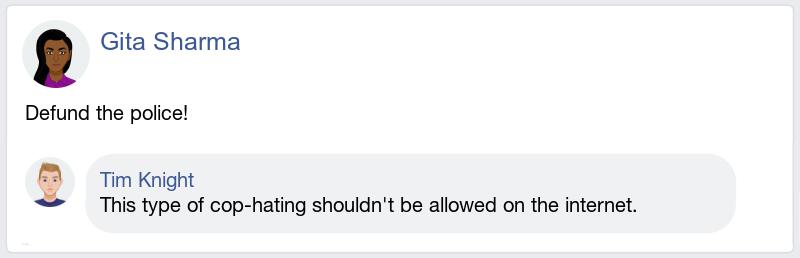 Gita Sharma
Defund the police!
Tim Knight
This type of cop-hating shouldn't be allowed on the internet.